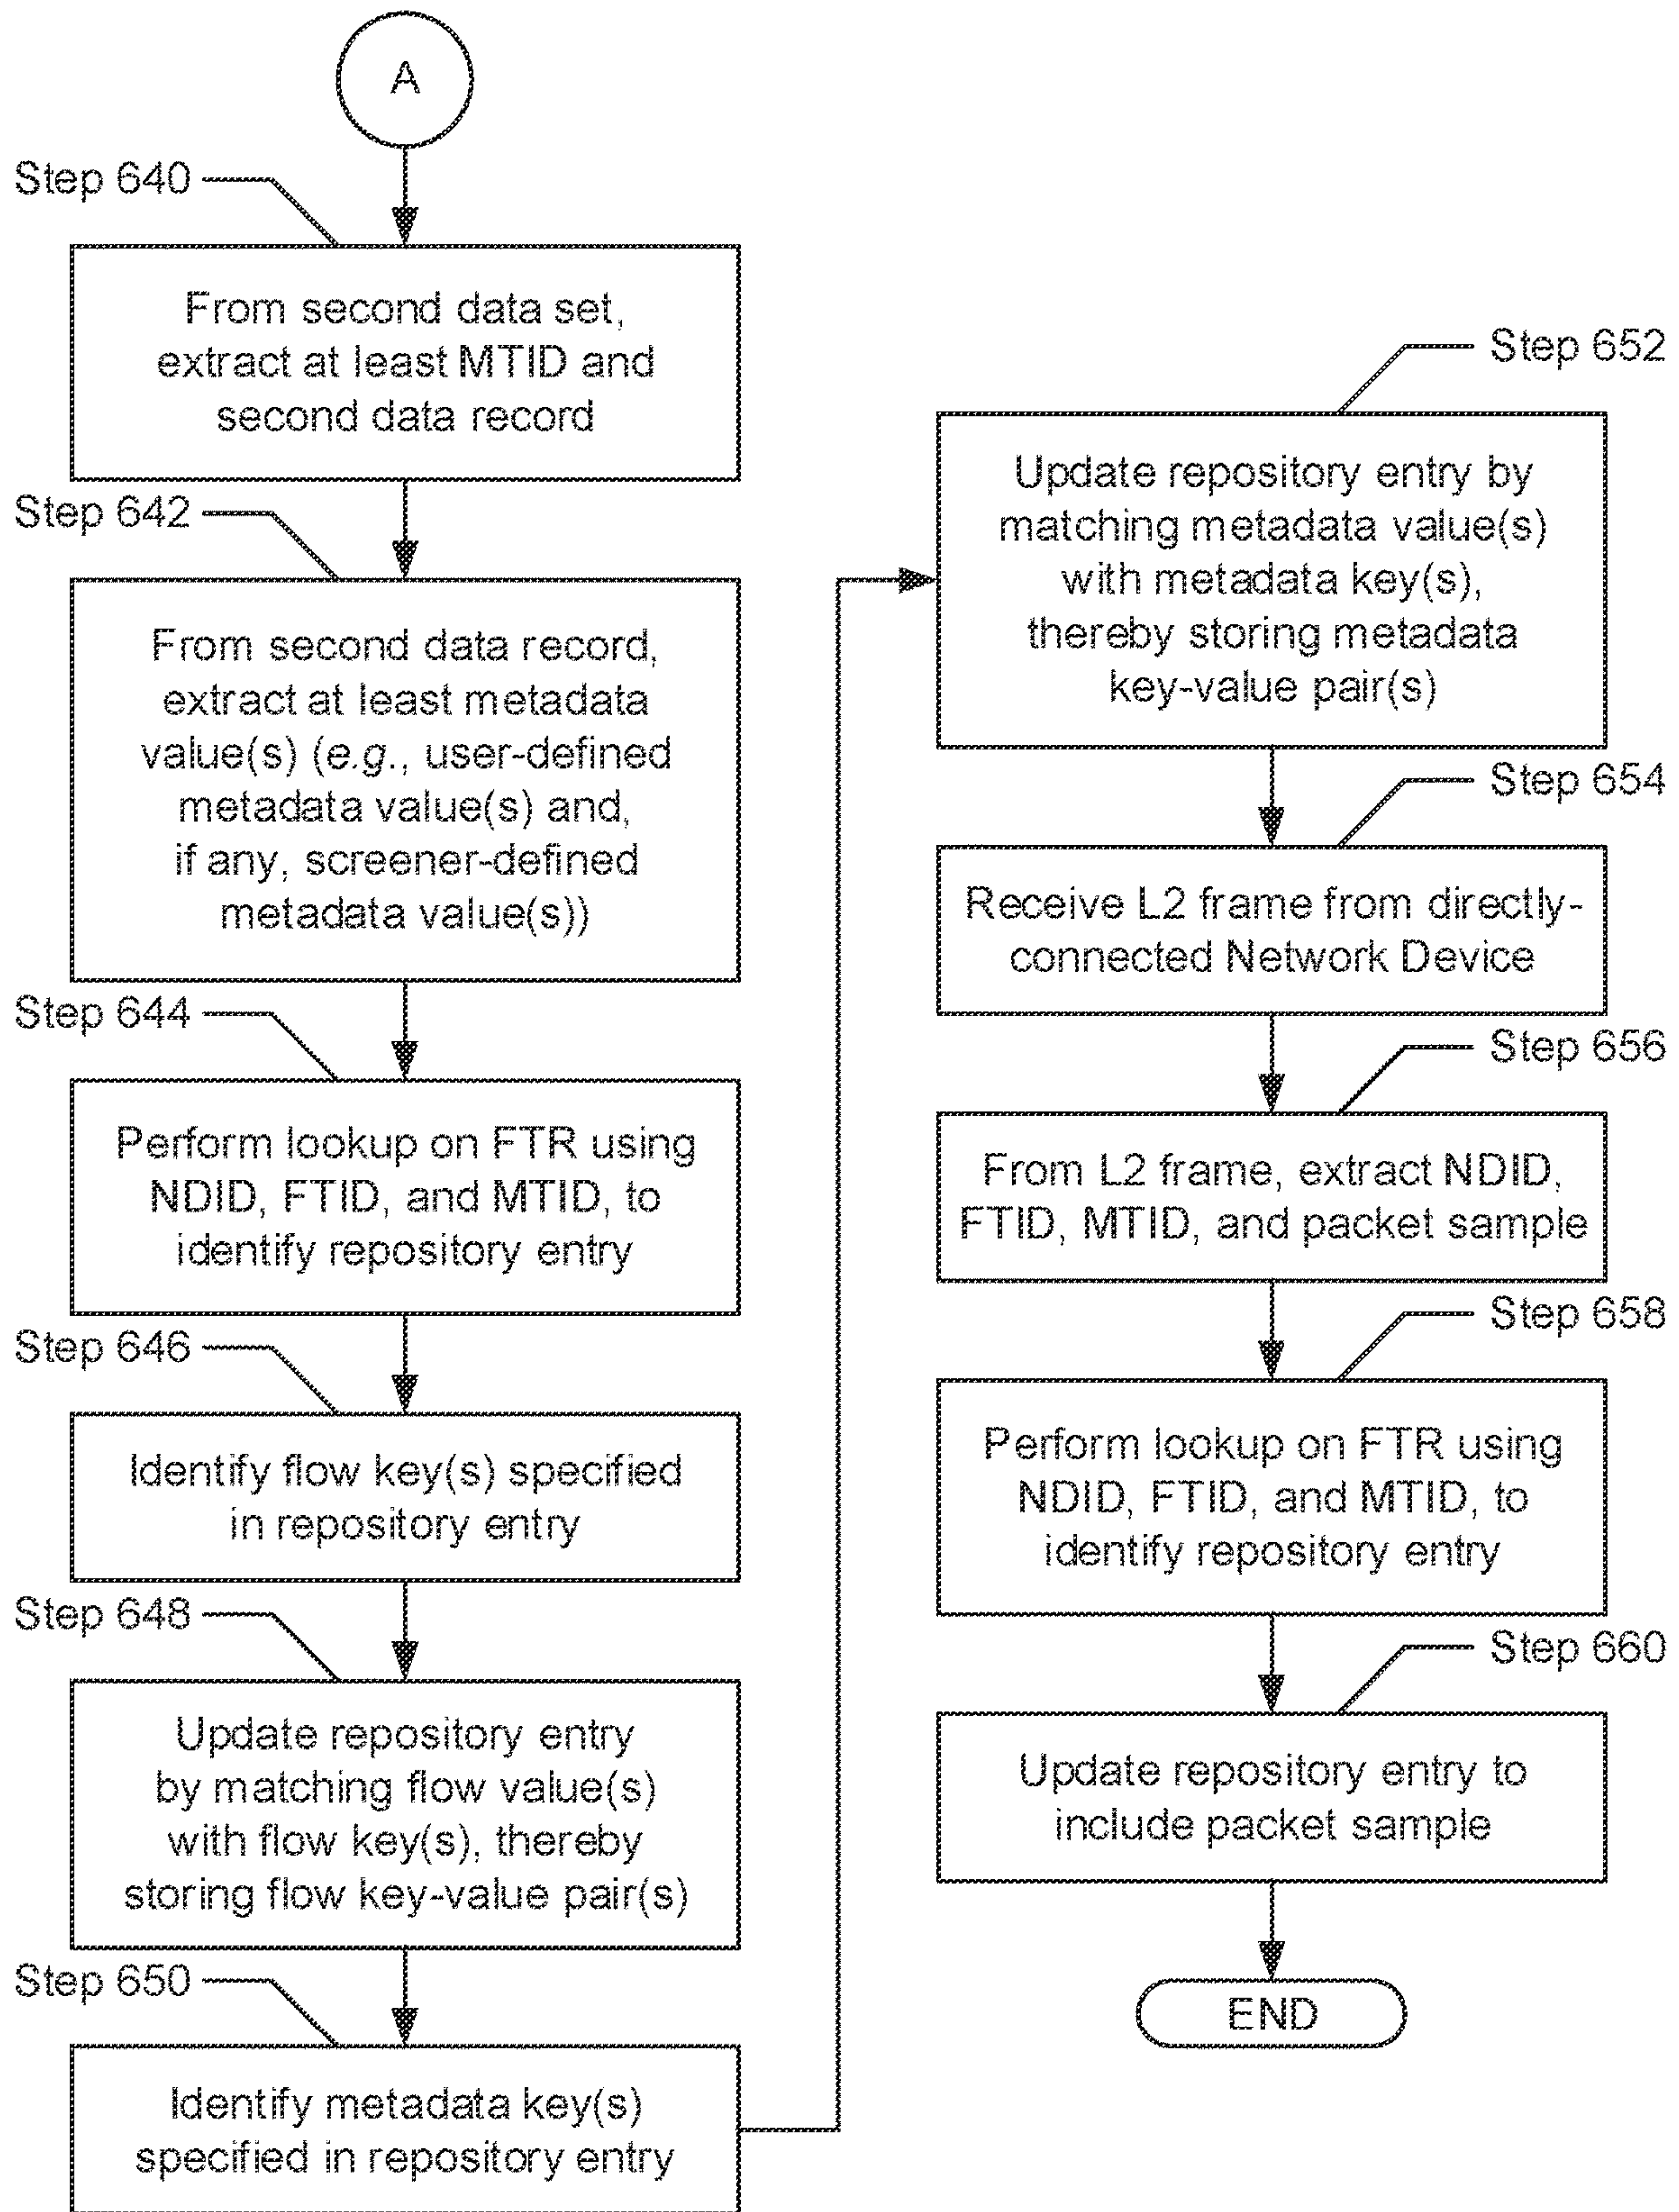 A
Step 640
From second data set,
extract at least MTID and
second data record
Step 642
From second data record,
extract at least metadata
value(s) (e.g., user-defined
metadata value(s) and,
if any, screener-defined
metadata value(s))
Step 644
Perform lookup on FTR using
NDID, FTID, and MTID, to
identify repository entry
Step 646
Identify flow key(s) specified
in repository entry
Step 648
Update repository entry
by matching flow value(s)
with flow key(s), thereby
storing flow key-value pair(s)
Step 650
Identify metadata key(s)
specified in repository entry
Step 652
Update repository entry by
matching metadata value(s)
with metadata key(s),
thereby storing metadata
key-value pair(s)
Step 654
Receive L2 frame from directly-
connected Network Device
Step 656
From L2 frame, extract NDID,
FTID, MTID, and packet sample
Step 658
Perform lookup on FTR using
NDID, FTID, and MTID, to
identify repository entry
Step 660
Update repository entry to
include packet sample
END